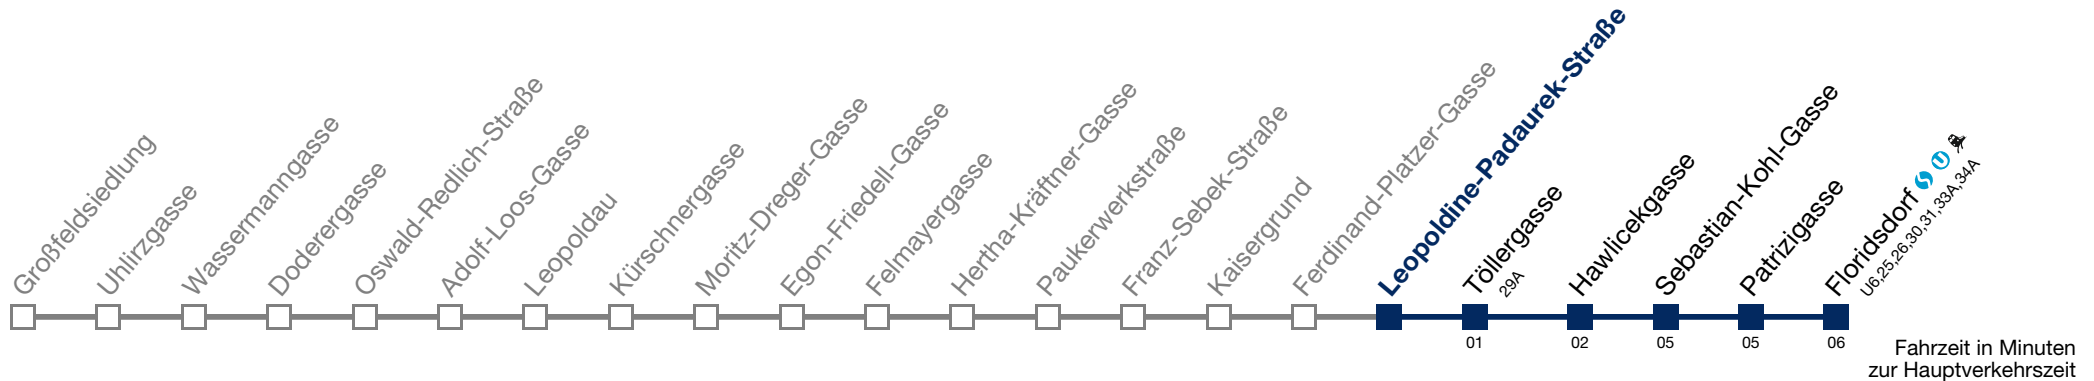 Großfeldsiedlung
Uhlirzgasse
Wassermanngasse
Doderergasse
Oswald-Redlich-Straße
Adolf-Loos-Gasse
Leopoldau
Kürschnergasse
Moritz-Dreger-Gasse
Egon-Friedell-Gasse
Felmayergasse
Hertha-Kräftner-Gasse
Paukerwerkstraße
Franz-Sebek-Straße
Kaisergrund
Ferdinand-Platzer-Gasse
Leopoldine-Padaurek-Straße
Töllergasse
29A
Hawlicekgasse
Sebastian-Kohl-Gasse
Patrizigasse
Floridsdorf S U
U6,25,26,30,31,33A,34A
01 02 05 05 06
Fahrzeit in Minuten
zur Hauptverkehrszeit